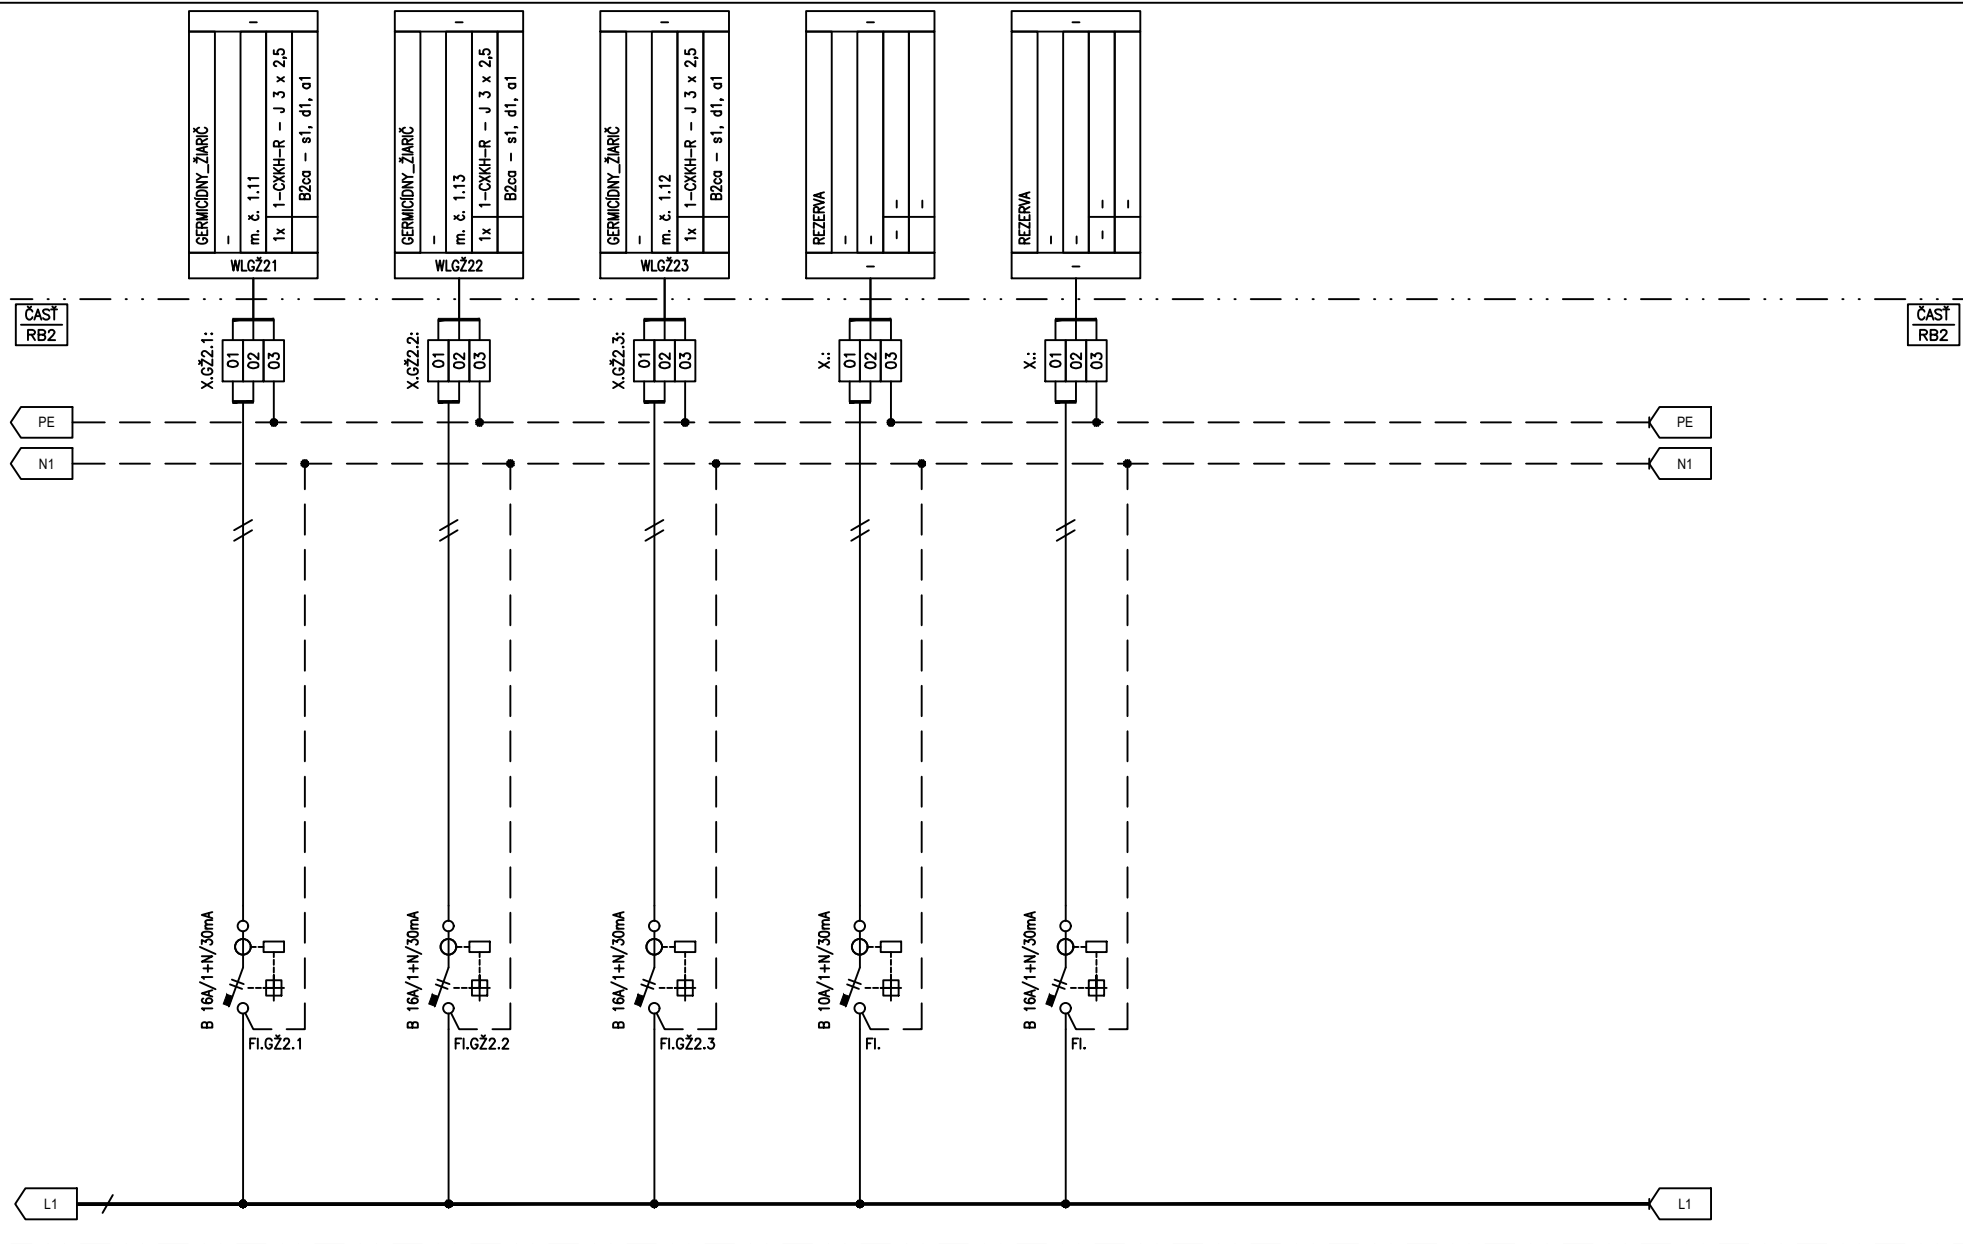 -
GERMICÍDNY_ŽIARIČ
-
m. č. 1.11
1x 1-CXKH-R - J 3 x 2,5
B2ca - s1, d1, a1
WLGŽ21
-
GERMICÍDNY_ŽIARIČ
-
m. č. 1.13
1x 1-CXKH-R - J 3 x 2,5
B2ca - s1, d1, a1
WLGŽ22
-
GERMICÍDNY_ŽIARIČ
-
m. č. 1.12
1x 1-CXKH-R - J 3 x 2,5
B2ca - s1, d1, a1
WLGŽ23
-
REZERVA
-
-
- -
-
-
-
REZERVA
-
-
- -
-
-
ČASŤ
RB2
ČASŤ
RB2
X.GŽ2.1:
01 02 03
X.GŽ2.2:
01 02 03
X.GŽ2.3:
01 02 03
X.:
01 02 03
X.:
01 02 03
PE
PE
N1
N1
B 16A/1+N/30mA
FI.GŽ2.1
B 16A/1+N/30mA
FI.GŽ2.2
B 16A/1+N/30mA
FI.GŽ2.3
B 10A/1+N/30mA
FI.
B 16A/1+N/30mA
FI.
L1
L1